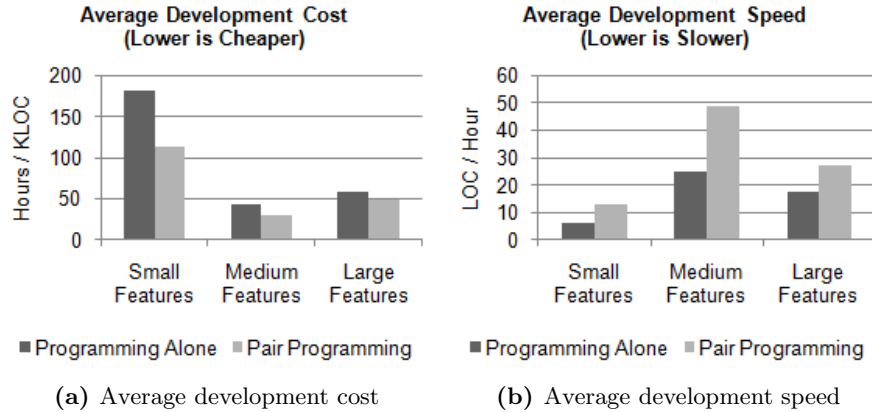 Average Development Cost
(Lower is Cheaper)
Hours / KLOC
200
150
100
50
0
Small Features
Medium Features
Large Features
■ Programming Alone ■ Pair Programming
(a) Average development cost
Average Development Speed
(Lower is Slower)
LOC / Hour
60
50
40
30
20
10
0
Small Features
Medium Features
Large Features
■ Programming Alone ■ Pair Programming
(b) Average development speed